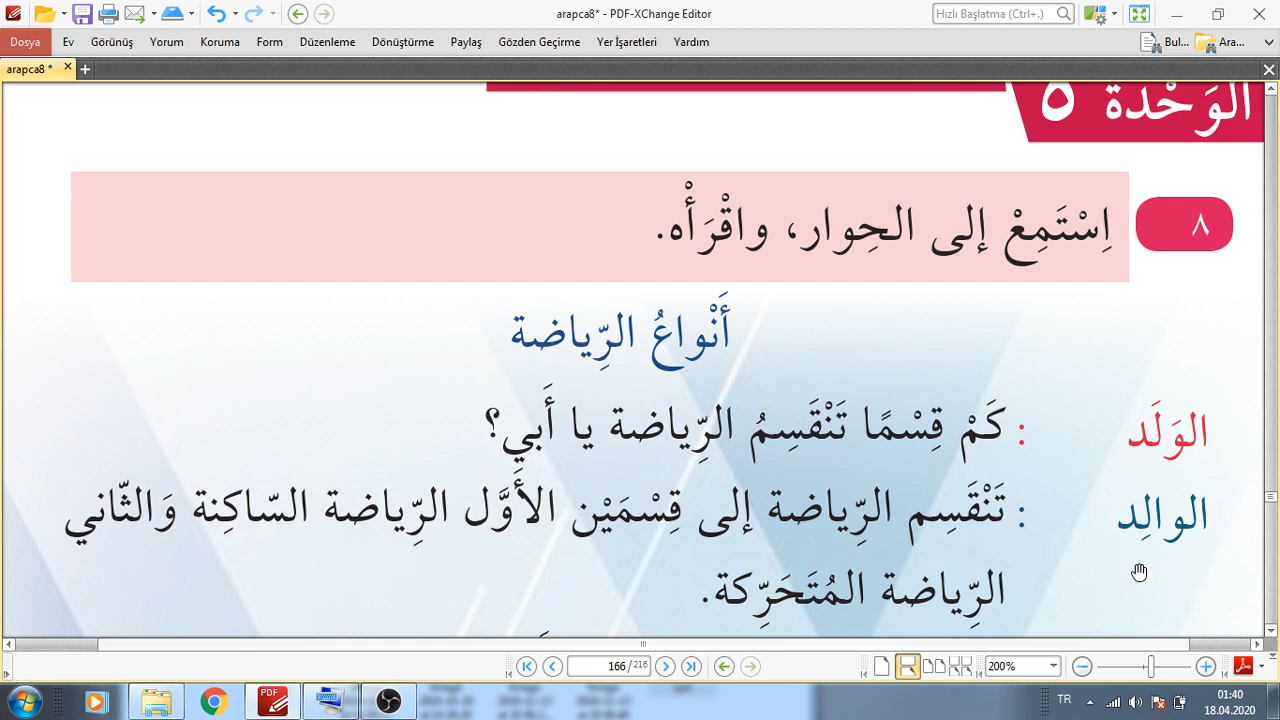 arapca8* - PDF-XChange Editor
Hızlı Başlatma (Ctrl+.)
Dosya Ev Görünüş Yorum Koruma Form Düzenleme Dönüştürme Paylaş Gözden Geçirme Yer İşaretleri Yardım Bul... Ara...
arapca8 *
الوَحْدة ٥
٨ اِسْتَمِعْ إلى الحِوار، واقْرَأْه.
أَنْواعُ الرِّياضة
الوَلَد : كَمْ قِسْمًا تَنْقَسِمُ الرِّياضة يا أَبي؟
الوالِد : تَنْقَسِم الرِّياضة إلى قِسْمَيْن الأَوَّل الرِّياضة السّاكِنة وَالثّاني
الرِّياضة المُتَحَرِّكة.
166 / 216
200%
TR
01:40
18.04.2020